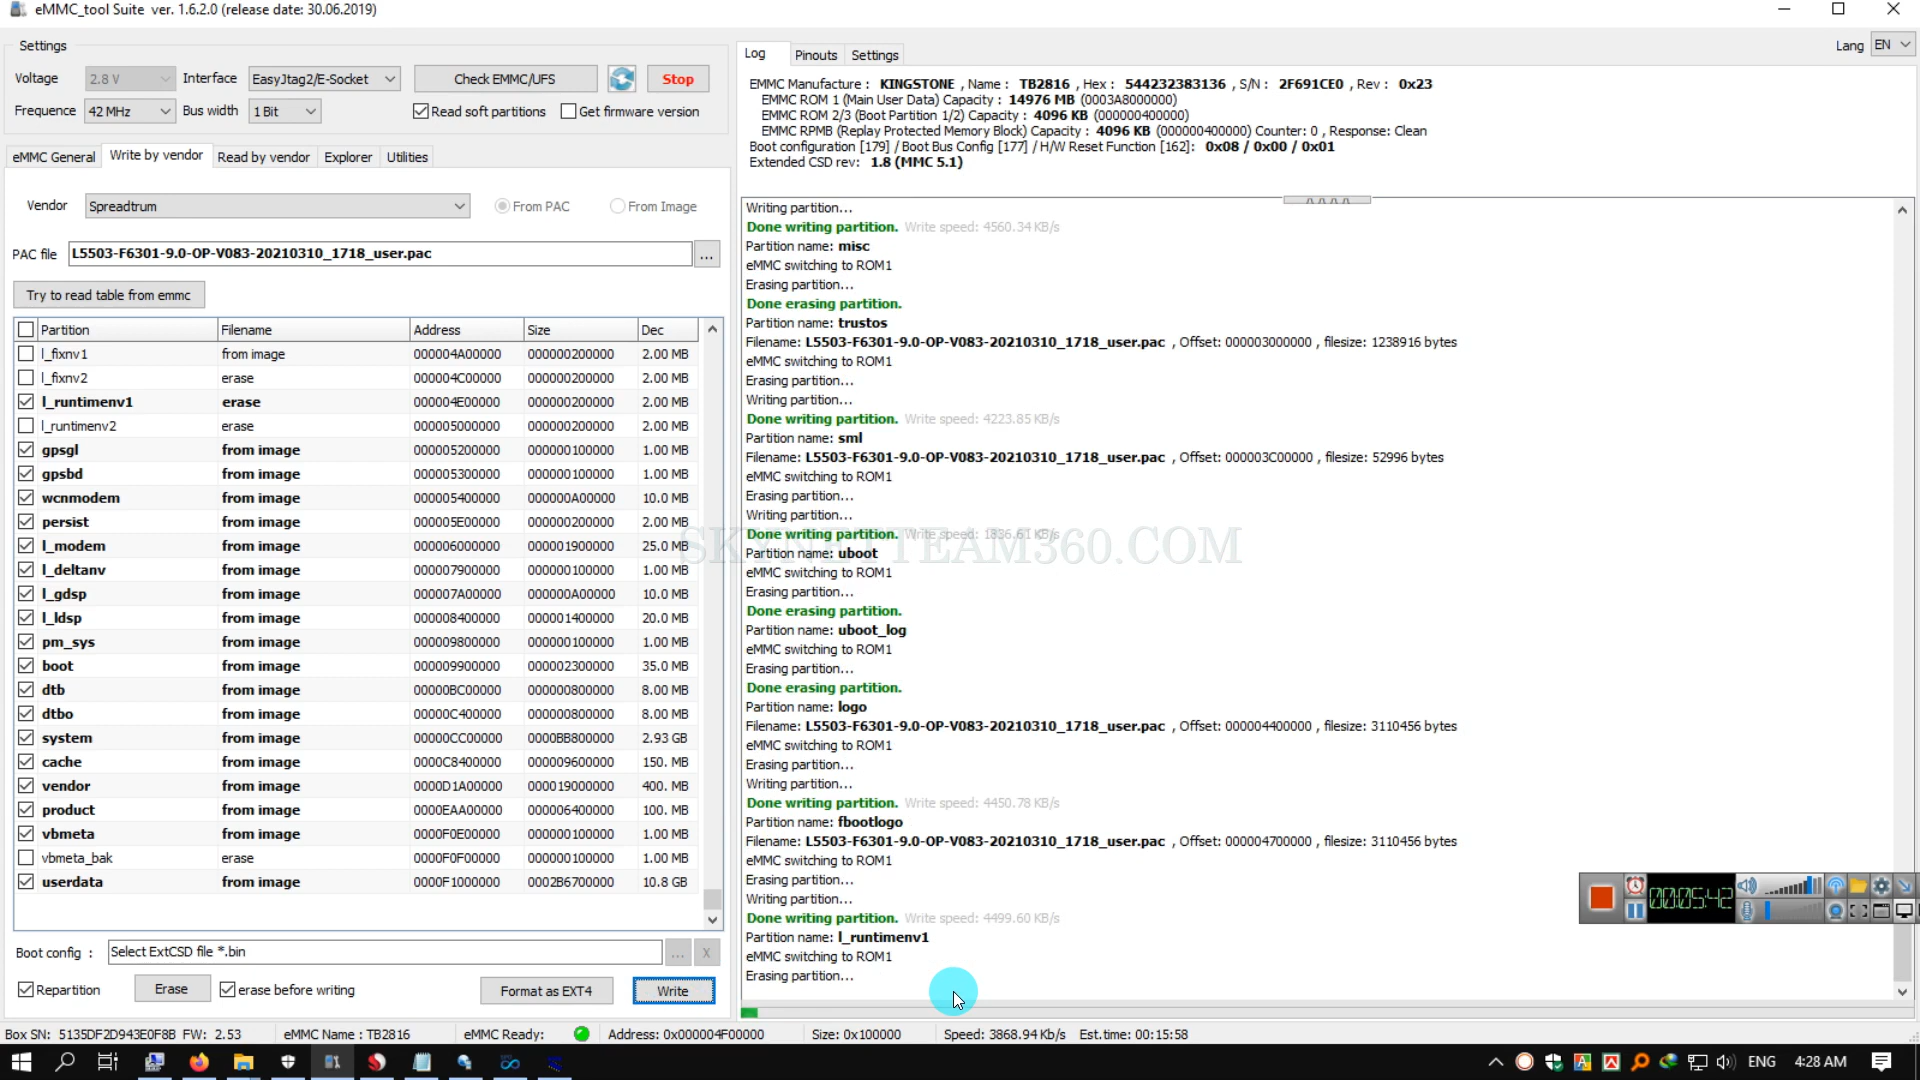 eMMC_tool Suite ver. 1.6.2.0 (release date: 30.06.2019)
Settings
Voltage 2.8 V Interface EasyJtag2/E-Socket Check EMMC/UFS Stop
Frequency 42 MHz Bus width 1 Bit Read soft partitions Get firmware version
eMMC General Write by vendor Read by vendor Explorer Utilities
Vendor Spreadtrum From PAC From Image
PAC file L5503-F6301-9.0-OP-V083-20210310_1718_user.pac ...
Try to read table from emmc
Partition Filename Address Size Dec
l_fixnv1 from image 000004A00000 000000200000 2.00 MB
l_fixnv2 erase 000004C00000 000000200000 2.00 MB
l_runtimenv1 erase 000004E00000 000000200000 2.00 MB
l_runtimenv2 erase 000005000000 000000200000 2.00 MB
gpsgl from image 000005200000 000000100000 1.00 MB
gpsbd from image 000005300000 000000100000 1.00 MB
wcnmodem from image 000005400000 000000A00000 10.0 MB
persist from image 000005E00000 000000200000 2.00 MB
l_modem from image 000006000000 000001900000 25.0 MB
l_deltanv from image 000007900000 000000100000 1.00 MB
l_gdsp from image 000007A00000 000000A00000 10.0 MB
l_ldsp from image 000008400000 000001400000 20.0 MB
pm_sys from image 000009800000 000000100000 1.00 MB
boot from image 000009900000 000002300000 35.0 MB
dtb from image 00000BC00000 000000800000 8.00 MB
dtbo from image 00000C400000 000000800000 8.00 MB
system from image 00000CC00000 0000BB800000 2.93 GB
cache from image 0000C8400000 000009600000 150. MB
vendor from image 0000D1A00000 000019000000 400. MB
product from image 0000EAA00000 000006400000 100. MB
vbmeta from image 0000F0E00000 000000100000 1.00 MB
vbmeta_bak erase 0000F0F00000 000000100000 1.00 MB
userdata from image 0000F1000000 0002B6700000 10.8 GB
Boot config : Select ExtCSD file *.bin ... X
Repartition Erase erase before writing Format as EXT4 Write
Log Pinouts Settings Lang EN
EMMC Manufacture : KINGSTONE , Name : TB2816 , Hex : 544232383136 , S/N : 2F691CE0 , Rev : 0x23
EMMC ROM 1 (Main User Data) Capacity : 14976 MB (0003A8000000)
EMMC ROM 2/3 (Boot Partition 1/2) Capacity : 4096 KB (000000400000)
EMMC RPMB (Replay Protected Memory Block) Capacity : 4096 KB (000000400000) Counter: 0 , Response: Clean
Boot configuration [179] / Boot Bus Config [177] / H/W Reset Function [162]: 0x08 / 0x00 / 0x01
Extended CSD rev: 1.8 (MMC 5.1)
Writing partition...
Done writing partition. Write speed: 4560.34 KB/s
Partition name: misc
eMMC switching to ROM1
Erasing partition...
Done erasing partition.
Partition name: trustos
Filename: L5503-F6301-9.0-OP-V083-20210310_1718_user.pac , Offset: 000003000000 , filesize: 1238916 bytes
eMMC switching to ROM1
Erasing partition...
Writing partition...
Done writing partition. Write speed: 4223.85 KB/s
Partition name: sml
Filename: L5503-F6301-9.0-OP-V083-20210310_1718_user.pac , Offset: 000003C00000 , filesize: 52996 bytes
eMMC switching to ROM1
Erasing partition...
Writing partition...
Done writing partition. Write speed: 1836.61 KB/s
SKYNETTEAM360.COM
Partition name: uboot
eMMC switching to ROM1
Erasing partition...
Done erasing partition.
Partition name: uboot_log
eMMC switching to ROM1
Erasing partition...
Done erasing partition.
Partition name: logo
Filename: L5503-F6301-9.0-OP-V083-20210310_1718_user.pac , Offset: 000004400000 , filesize: 3110456 bytes
eMMC switching to ROM1
Erasing partition...
Writing partition...
Done writing partition. Write speed: 4450.78 KB/s
Partition name: fbootlogo
Filename: L5503-F6301-9.0-OP-V083-20210310_1718_user.pac , Offset: 000004700000 , filesize: 3110456 bytes
eMMC switching to ROM1
Erasing partition...
Writing partition...
Done writing partition. Write speed: 4499.60 KB/s
Partition name: l_runtimenv1
eMMC switching to ROM1
Erasing partition...
00:05:42
Box SN: 5135DF2D943E0F8B FW: 2.53 eMMC Name : TB2816 eMMC Ready: Address: 0x000004F00000 Size: 0x100000 Speed: 3868.94 Kb/s Est.time: 00:15:58
ENG 4:28 AM